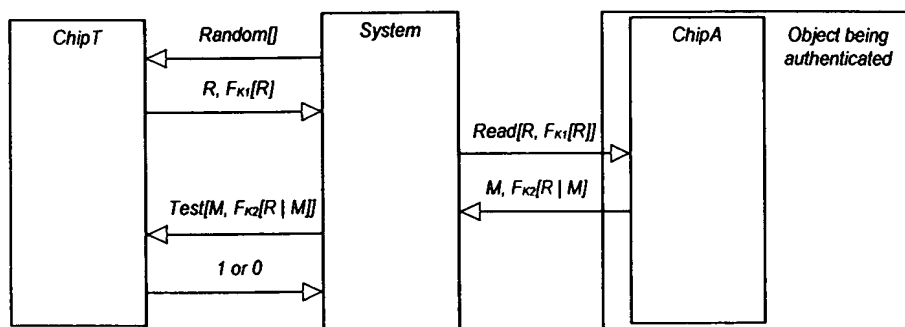 ChipT
Random[]
System
ChipA
Object being
authenticated
R, FK1[R]
Read[R, FK1[R]]
M, FK2[R | M]
Test[M, FK2[R | M]]
1 or 0